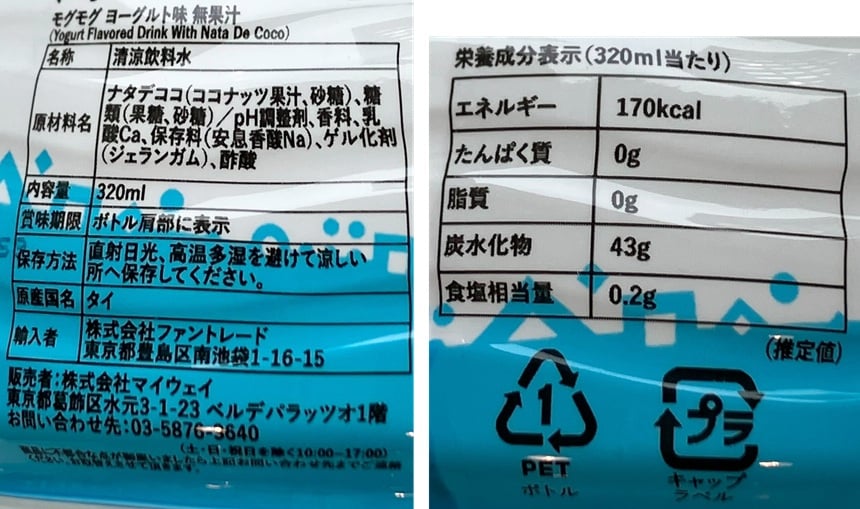 モグモグ ヨーグルト味 無果汁
(Yogurt Flavored Drink With Nata De Coco)
名称 清涼飲料水
原材料名 ナタデココ(ココナッツ果汁、砂糖)、糖
類(果糖、砂糖)／pH調整剤、香料、乳
酸Ca、保存料(安息香酸Na)、ゲル化剤
(ジェランガム)、酢酸
内容量 320ml
賞味期限 ボトル肩部に表示
保存方法 直射日光、高温多湿を避けて涼しい
所へ保存してください。
原産国名 タイ
輸入者 株式会社ファントレード
東京都豊島区南池袋1-16-15
販売者：株式会社マイウェイ
東京都葛飾区水元3-1-23 ベルデパラッツオ1階
お問い合わせ先：03-5876-3640
(土・日・祝日を除く10:00-17:00)
栄養成分表示(320ml当たり)
エネルギー 170kcal
たんぱく質 0g
脂質 0g
炭水化物 43g
食塩相当量 0.2g
(推定値)
1
PET
ボトル
プラ
キャップ
ラベル